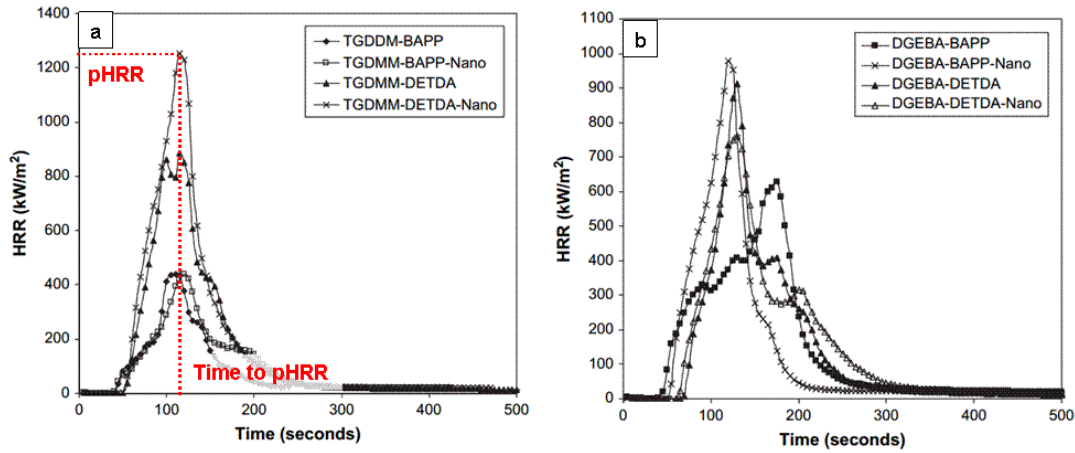 a
1400
1200
1000
800
600
400
200
0
HRR (kW/m²)
pHRR
TGDDM-BAPP
TGDMM-BAPP-Nano
TGDMM-DETDA
TGDMM-DETDA-Nano
Time to pHRR
0 100 200 300 400 500
Time (seconds)
b
1100
1000
900
800
700
600
500
400
300
200
100
0
HRR (kW/m²)
DGEBA-BAPP
DGEBA-BAPP-Nano
DGEBA-DETDA
DGEBA-DETDA-Nano
0 100 200 300 400 500
Time (seconds)